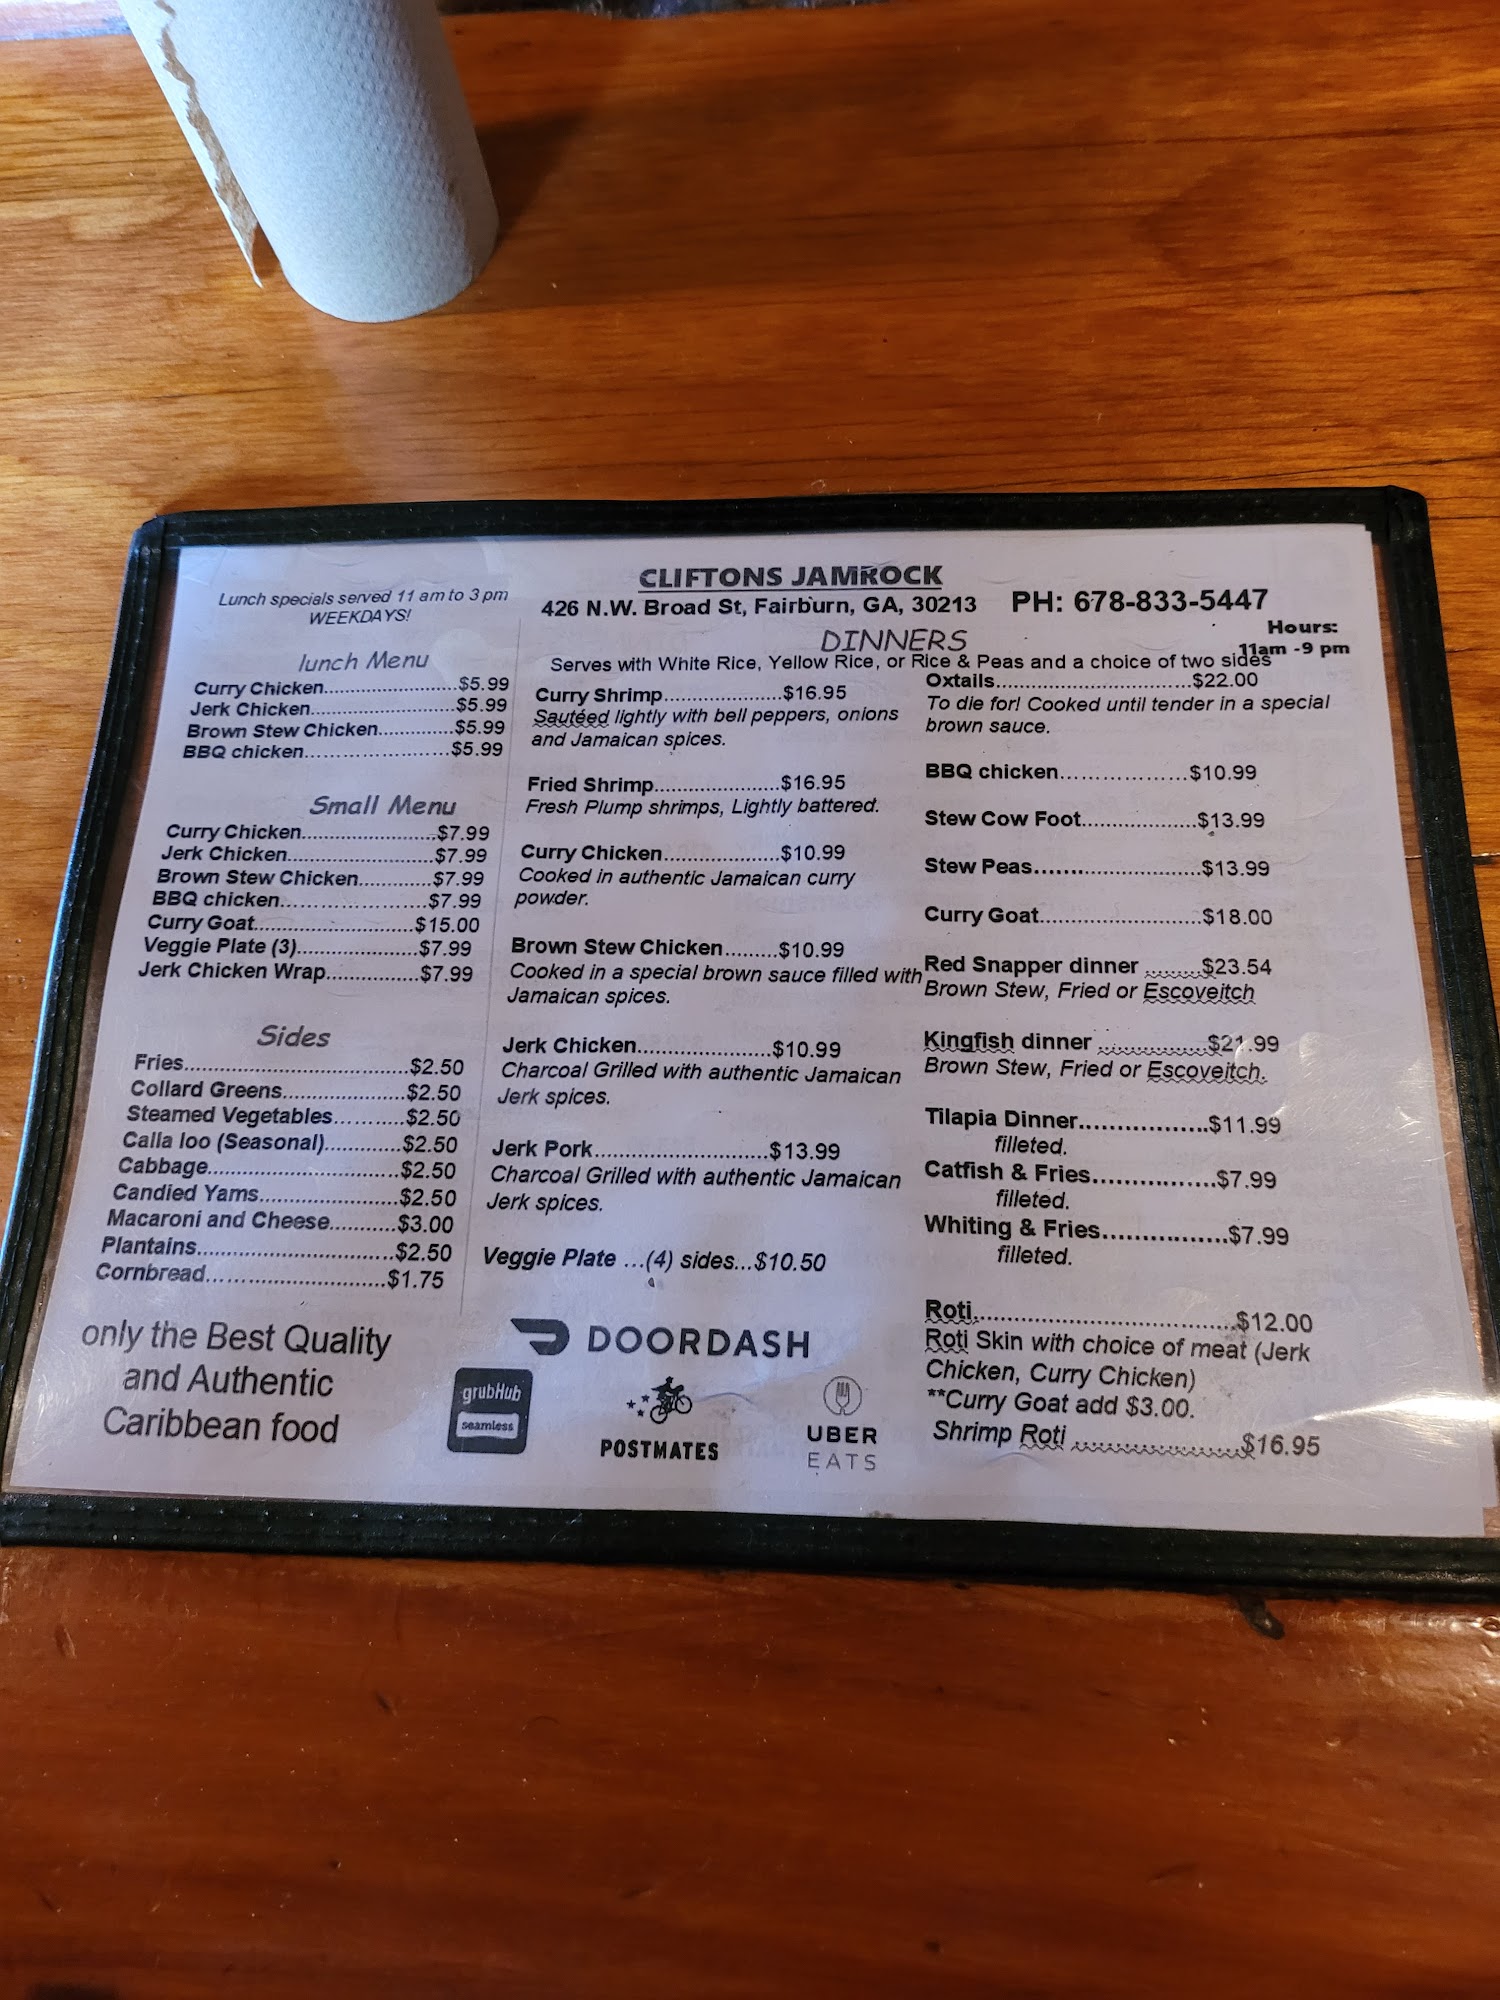 CLIFTONS JAMROCK
426 N.W. Broad St, Fairburn, GA, 30213 PH: 678-833-5447
Hours:
11am -9 pm
Lunch specials served 11 am to 3 pm
WEEKDAYS!
lunch Menu
Curry Chicken..........................$5.99
Jerk Chicken............................$5.99
Brown Stew Chicken..............$5.99
BBQ chicken............................$5.99
Small Menu
Curry Chicken..........................$7.99
Jerk Chicken............................$7.99
Brown Stew Chicken.............$7.99
BBQ chicken............................$7.99
Curry Goat...............................$15.00
Veggie Plate (3).......................$7.99
Jerk Chicken Wrap.................$7.99
Sides
Fries.........................................$2.50
Collard Greens.......................$2.50
Steamed Vegetables.............$2.50
Calla loo (Seasonal)..............$2.50
Cabbage...................................$2.50
Candied Yams.........................$2.50
Macaroni and Cheese...........$3.00
Plantains...................................$2.50
Cornbread.................................$1.75
only the Best Quality
and Authentic
Caribbean food
DINNERS
Serves with White Rice, Yellow Rice, or Rice & Peas and a choice of two sides
Curry Shrimp.....................$16.95
Sautéed lightly with bell peppers, onions
and Jamaican spices.
Fried Shrimp.......................$16.95
Fresh Plump shrimps, Lightly battered.
Curry Chicken.....................$10.99
Cooked in authentic Jamaican curry
powder.
Brown Stew Chicken.........$10.99
Cooked in a special brown sauce filled with
Jamaican spices.
Jerk Chicken.......................$10.99
Charcoal Grilled with authentic Jamaican
Jerk spices.
Jerk Pork.............................$13.99
Charcoal Grilled with authentic Jamaican
Jerk spices.
Veggie Plate ...(4) sides...$10.50
DOORDASH
grubHub
seamless
POSTMATES
UBER
EATS
Oxtails...................................$22.00
To die for! Cooked until tender in a special
brown sauce.
BBQ chicken.......................$10.99
Stew Cow Foot....................$13.99
Stew Peas.............................$13.99
Curry Goat............................$18.00
Red Snapper dinner ..........$23.54
Brown Stew, Fried or Escoveitch
Kingfish dinner ...................$21.99
Brown Stew, Fried or Escoveitch.
Tilapia Dinner...................$11.99
filleted.
Catfish & Fries..................$7.99
filleted.
Whiting & Fries..................$7.99
filleted.
Roti..........................................$12.00
Roti Skin with choice of meat (Jerk
Chicken, Curry Chicken)
**Curry Goat add $3.00.
Shrimp Roti ...........................$16.95